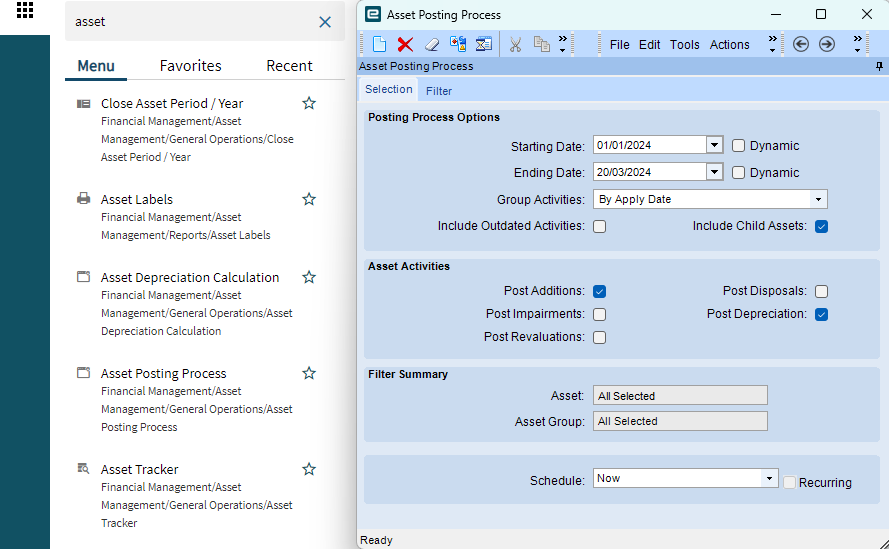 asset
Menu
Favorites
Recent
Close Asset Period / Year
Financial Management/Asset
Management/General Operations/Close
Asset Period / Year
Asset Labels
Financial Management/Asset
Management/Reports/Asset Labels
Asset Depreciation Calculation
Financial Management/Asset
Management/General Operations/Asset
Depreciation Calculation
Asset Posting Process
Financial Management/Asset
Management/General Operations/Asset
Posting Process
Asset Tracker
Financial Management/Asset
Management/General Operations/Asset
Tracker
Asset Posting Process
File Edit Tools Actions
Asset Posting Process
Selection Filter
Posting Process Options
Starting Date: 01/01/2024 Dynamic
Ending Date: 20/03/2024 Dynamic
Group Activities: By Apply Date
Include Outdated Activities: Include Child Assets:
Asset Activities
Post Additions: Post Disposals:
Post Impairments: Post Depreciation:
Post Revaluations:
Filter Summary
Asset: All Selected
Asset Group: All Selected
Schedule: Now Recurring
Ready